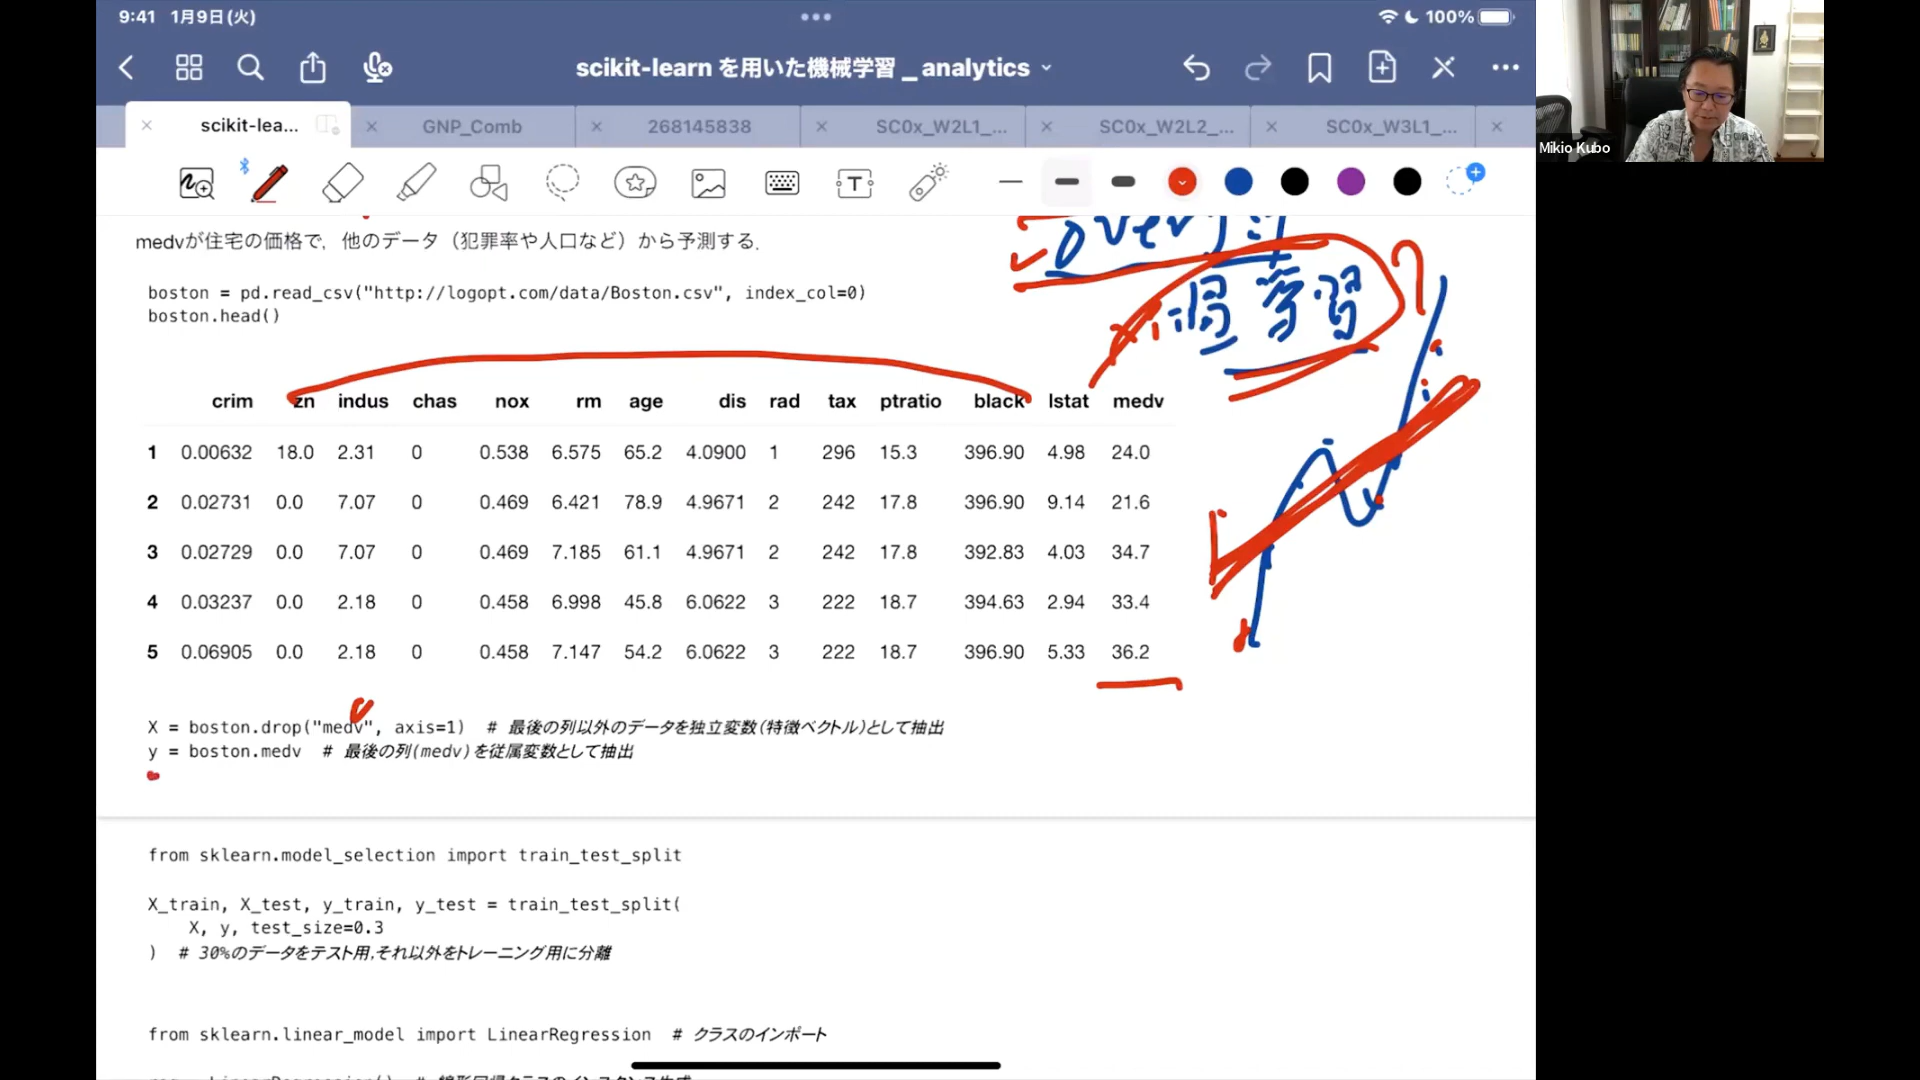 9:41 1月9日(火)
100%
scikit-learn を用いた機械学習 _ analytics
scikit-lea...
GNP_Comb
268145838
SC0x_W2L1_...
SC0x_W2L2_...
SC0x_W3L1_...
Mikio Kubo
medvが住宅の価格で，他のデータ（犯罪率や人口など）から予測する．
過学習
boston = pd.read_csv("http://logopt.com/data/Boston.csv", index_col=0)
boston.head()
crim zn indus chas nox rm age dis rad tax ptratio black lstat medv
1 0.00632 18.0 2.31 0 0.538 6.575 65.2 4.0900 1 296 15.3 396.90 4.98 24.0
2 0.02731 0.0 7.07 0 0.469 6.421 78.9 4.9671 2 242 17.8 396.90 9.14 21.6
3 0.02729 0.0 7.07 0 0.469 7.185 61.1 4.9671 2 242 17.8 392.83 4.03 34.7
4 0.03237 0.0 2.18 0 0.458 6.998 45.8 6.0622 3 222 18.7 394.63 2.94 33.4
5 0.06905 0.0 2.18 0 0.458 7.147 54.2 6.0622 3 222 18.7 396.90 5.33 36.2
X = boston.drop("medv", axis=1) # 最後の列以外のデータを独立変数(特徴ベクトル)として抽出
y = boston.medv # 最後の列(medv)を従属変数として抽出
from sklearn.model_selection import train_test_split
X_train, X_test, y_train, y_test = train_test_split(
X, y, test_size=0.3
) # 30%のデータをテスト用,それ以外をトレーニング用に分離
from sklearn.linear_model import LinearRegression # クラスのインポート